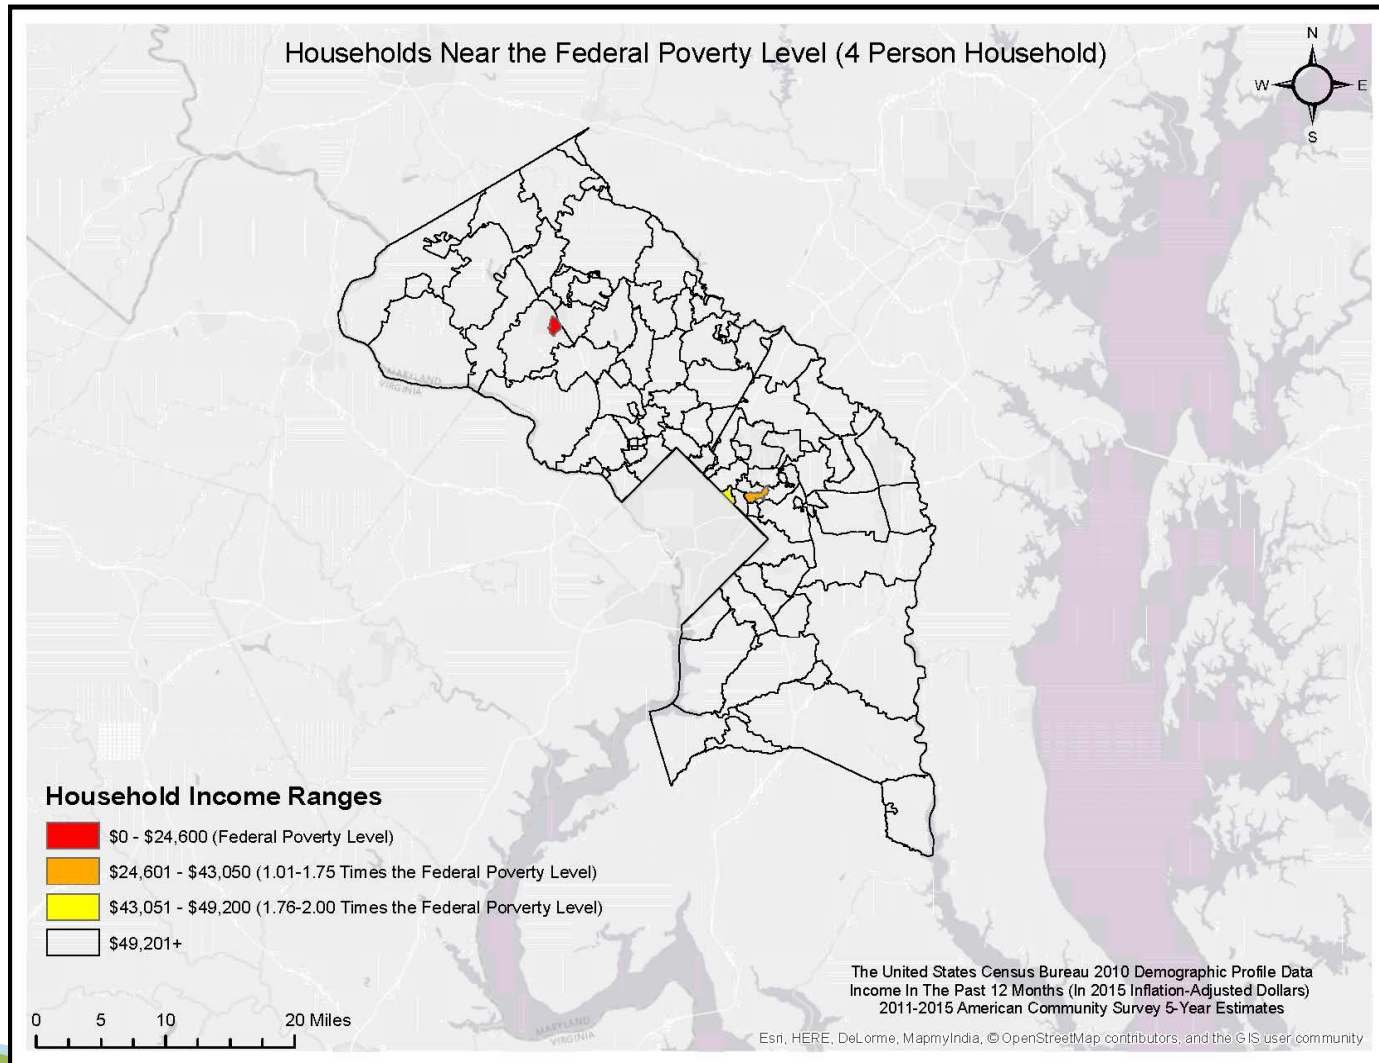 Households Near the Federal Poverty Level (4 Person Household)
N
W
E
S
MARYLAND
VIRGINIA
Household Income Ranges
$0 - $24,600 (Federal Poverty Level)
$24,601 - $43,050 (1.01-1.75 Times the Federal Poverty Level)
$43,051 - $49,200 (1.76-2.00 Times the Federal Porverty Level)
$49,201+
The United States Census Bureau 2010 Demographic Profile Data
Income In The Past 12 Months (In 2015 Inflation-Adjusted Dollars)
2011-2015 American Community Survey 5-Year Estimates
0 5 10 20 Miles
MARYLAND
VIRGINIA
Esri, HERE, DeLorme, MapmyIndia, © OpenStreetMap contributors, and the GIS user community